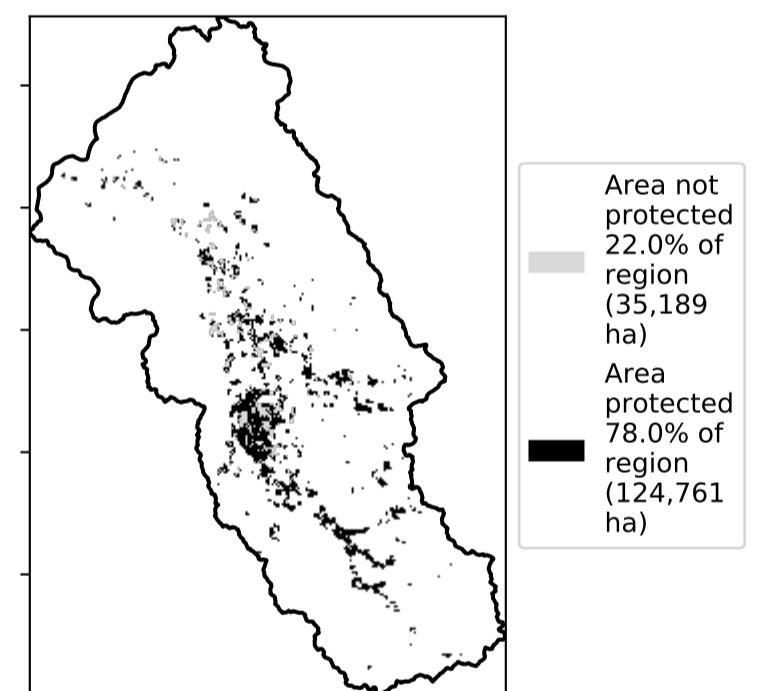 Area not
protected
22.0% of
region
(35,189
ha)
Area
protected
78.0% of
region
(124,761
ha)